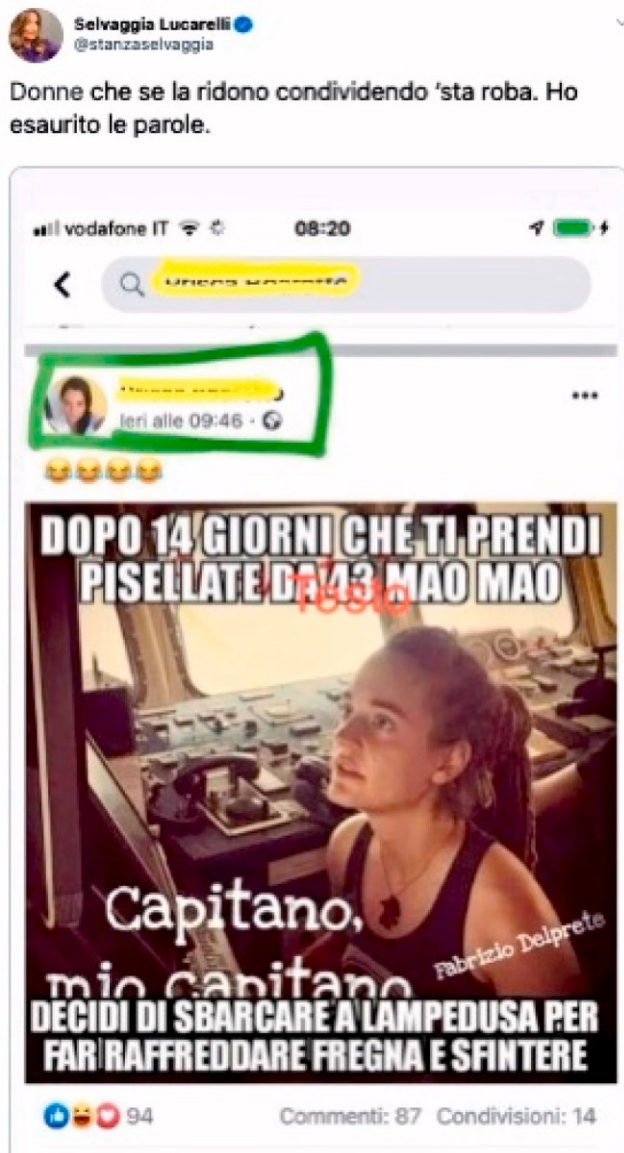 Selvaggia Lucarelli
@stanzaselvaggia
Donne che se la ridono condividendo 'sta roba. Ho
esaurito le parole.
vodafone IT
08:20
Ieri alle 09:46
DOPO 14 GIORNI CHE TI PRENDI
PISELLATE DA 43 MAO MAO
Testo
Capitano,
mio capitano
Fabrizio Delprete
DECIDI DI SBARCARE A LAMPEDUSA PER
FAR RAFFREDDARE FREGNA E SFINTERE
94
Commenti: 87 Condivisioni: 14